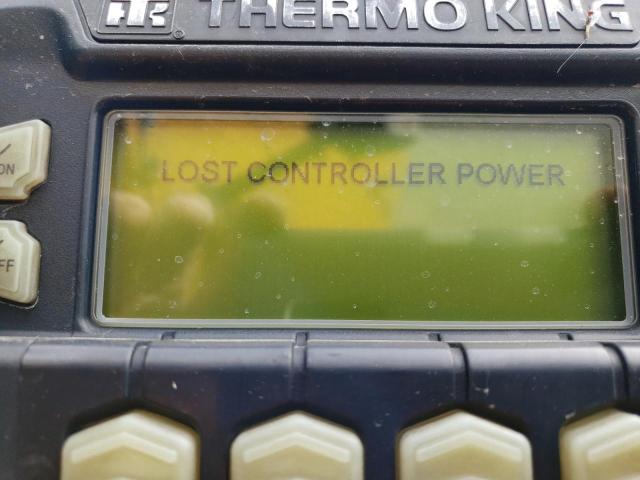 THERMO KING
®
ON
LOST CONTROLLER POWER
OFF